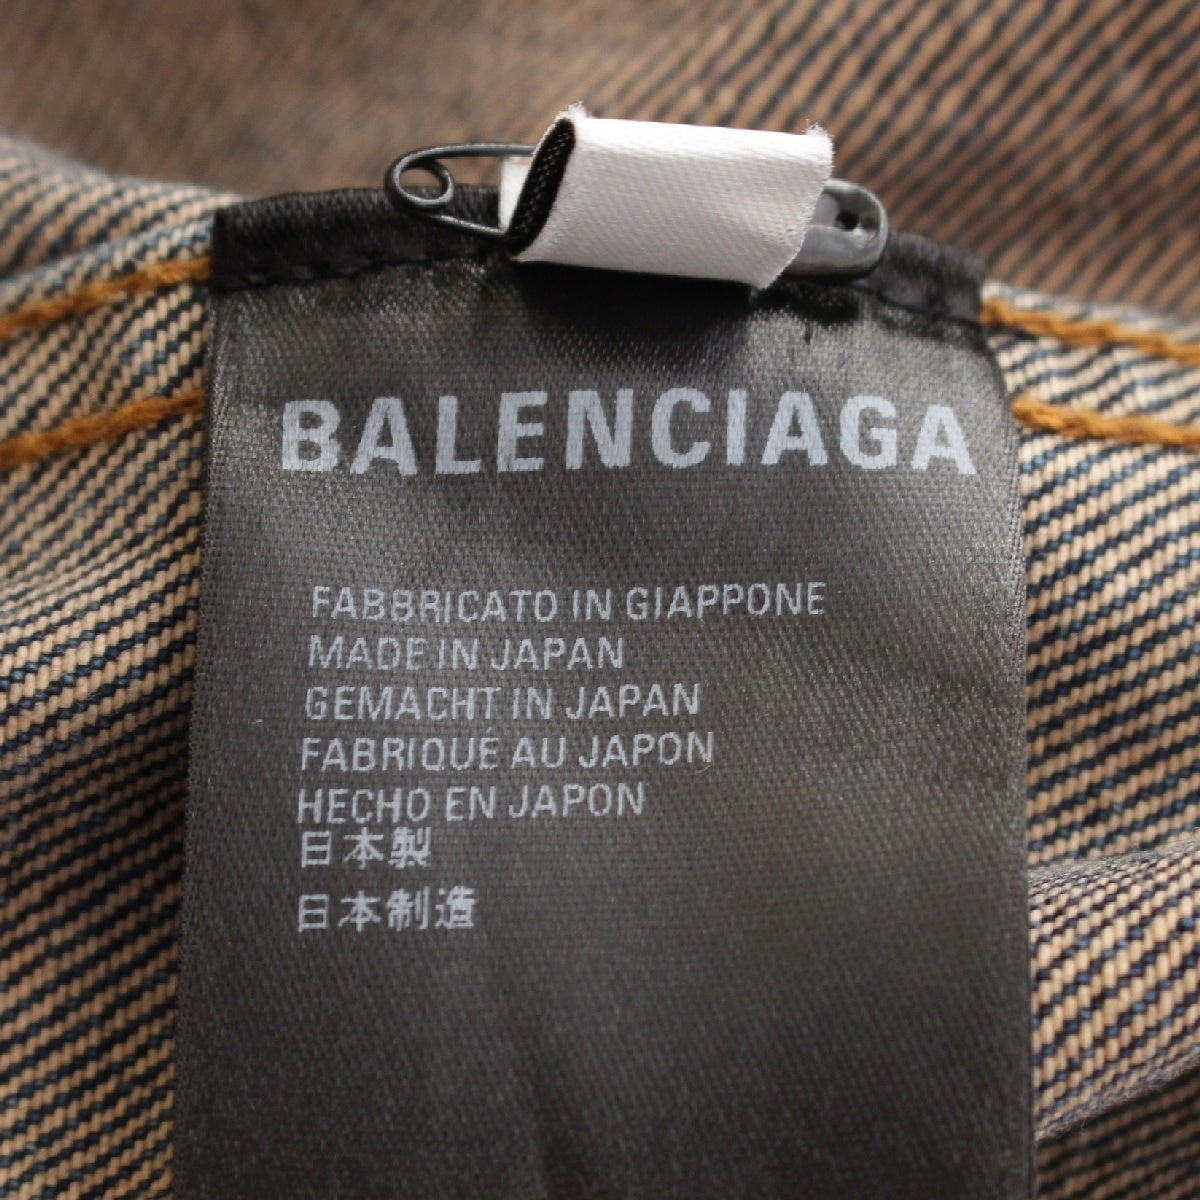 BALENCIAGA
FABBRICATO IN GIAPPONE
MADE IN JAPAN
GEMACHT IN JAPAN
FABRIQUÉ AU JAPON
HECHO EN JAPON
日本製
日本制造